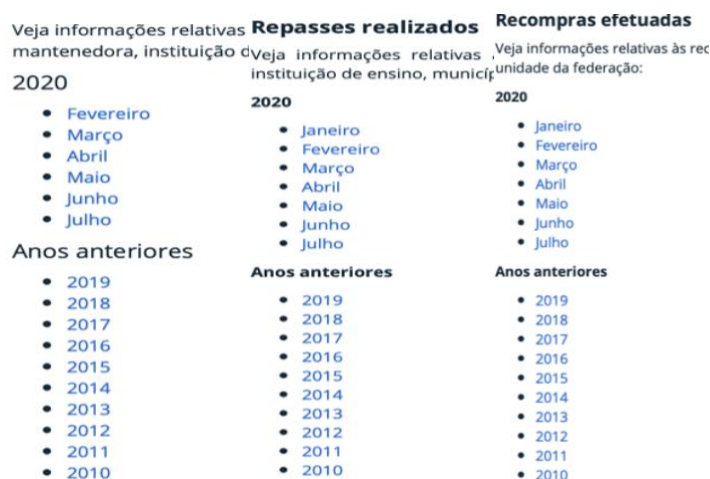 Veja informações relativas
mantenedora, instituição d
2020
Fevereiro
Março
Abril
Maio
Junho
Julho
Anos anteriores
2019
2018
2017
2016
2015
2014
2013
2012
2011
2010
Repasses realizados
Veja informações relativas
instituição de ensino, municíp
2020
Janeiro
Fevereiro
Março
Abril
Maio
Junho
Julho
Anos anteriores
2019
2018
2017
2016
2015
2014
2013
2012
2011
2010
Recompras efetuadas
Veja informações relativas às rec
unidade da federação:
2020
Janeiro
Fevereiro
Março
Abril
Maio
Junho
Julho
Anos anteriores
2019
2018
2017
2016
2015
2014
2013
2012
2011
2010